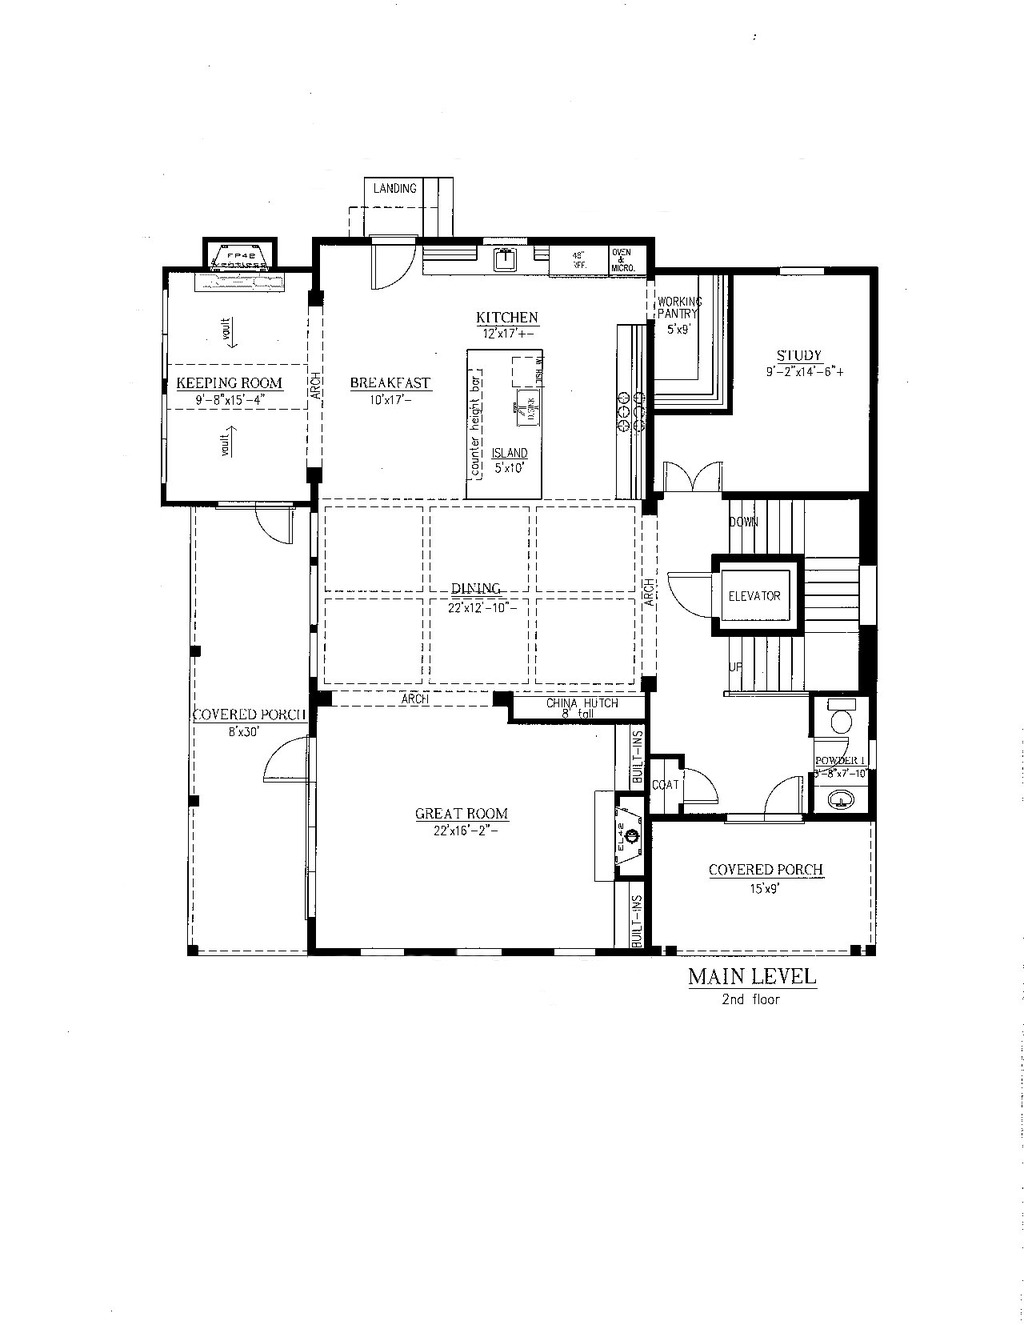 LANDING
FP42
48"
REF.
OVEN
&
MICRO.
vault
KITCHEN
12'x17'+-
WORKING
PANTRY
5'x9'
STUDY
9'-2"x14'-6"+
KEEPING ROOM
9'-8"x15'-4"
ARCH
BREAKFAST
10'x17'-
DISH W.
counter height bar
D.SINK
vault
ISLAND
5'x10'
DOWN
DINING
22'x12'-10"-
ARCH
ELEVATOR
UP
ARCH
CHINA HUTCH
8' tall
COVERED PORCH
8'x30'
BUILT-INS
POWDER 1
3'-8"x7'-10"
COAT
GREAT ROOM
22'x16'-2"-
EL42
COVERED PORCH
15'x9'
BUILT-INS
MAIN LEVEL
2nd floor